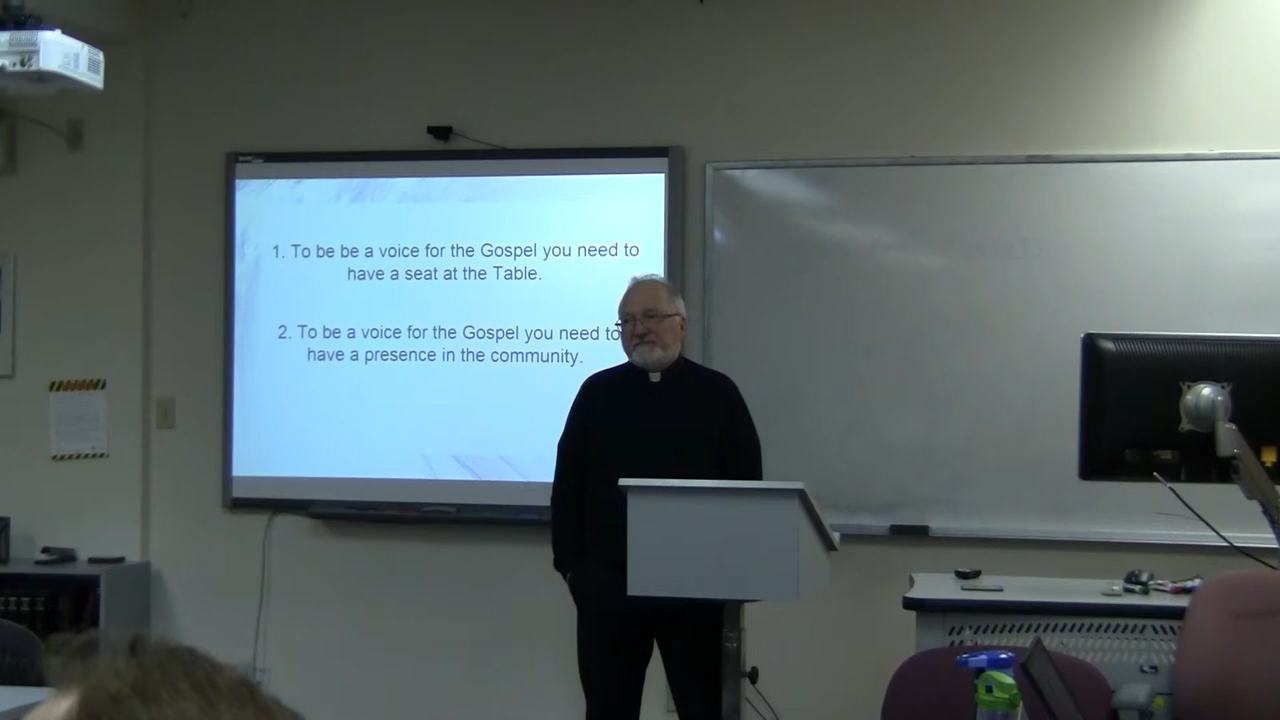 1. To be be a voice for the Gospel you need to
have a seat at the Table.
2. To be a voice for the Gospel you need to
have a presence in the community.